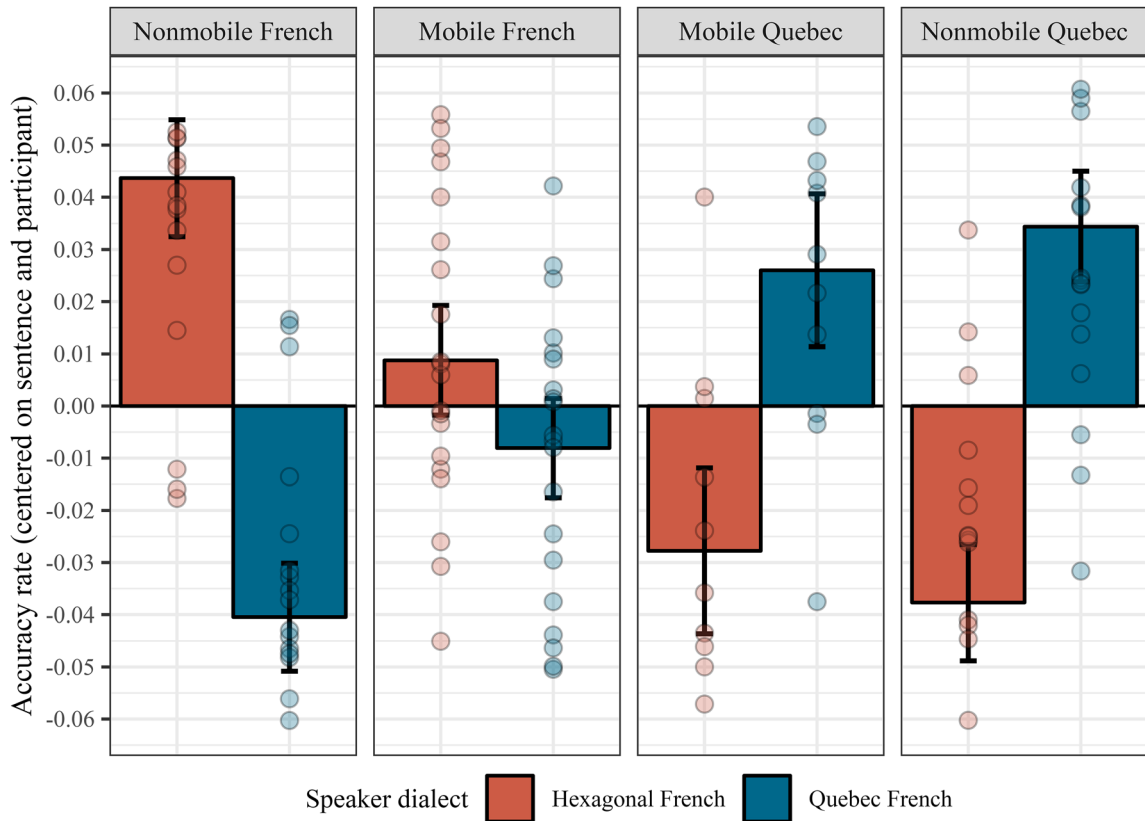 Nonmobile French
Mobile French
Mobile Quebec
Nonmobile Quebec
Accuracy rate (centered on sentence and participant)
0.06
0.05
0.04
0.03
0.02
0.01
0.00
-0.01
-0.02
-0.03
-0.04
-0.05
-0.06
Speaker dialect
Hexagonal French
Quebec French